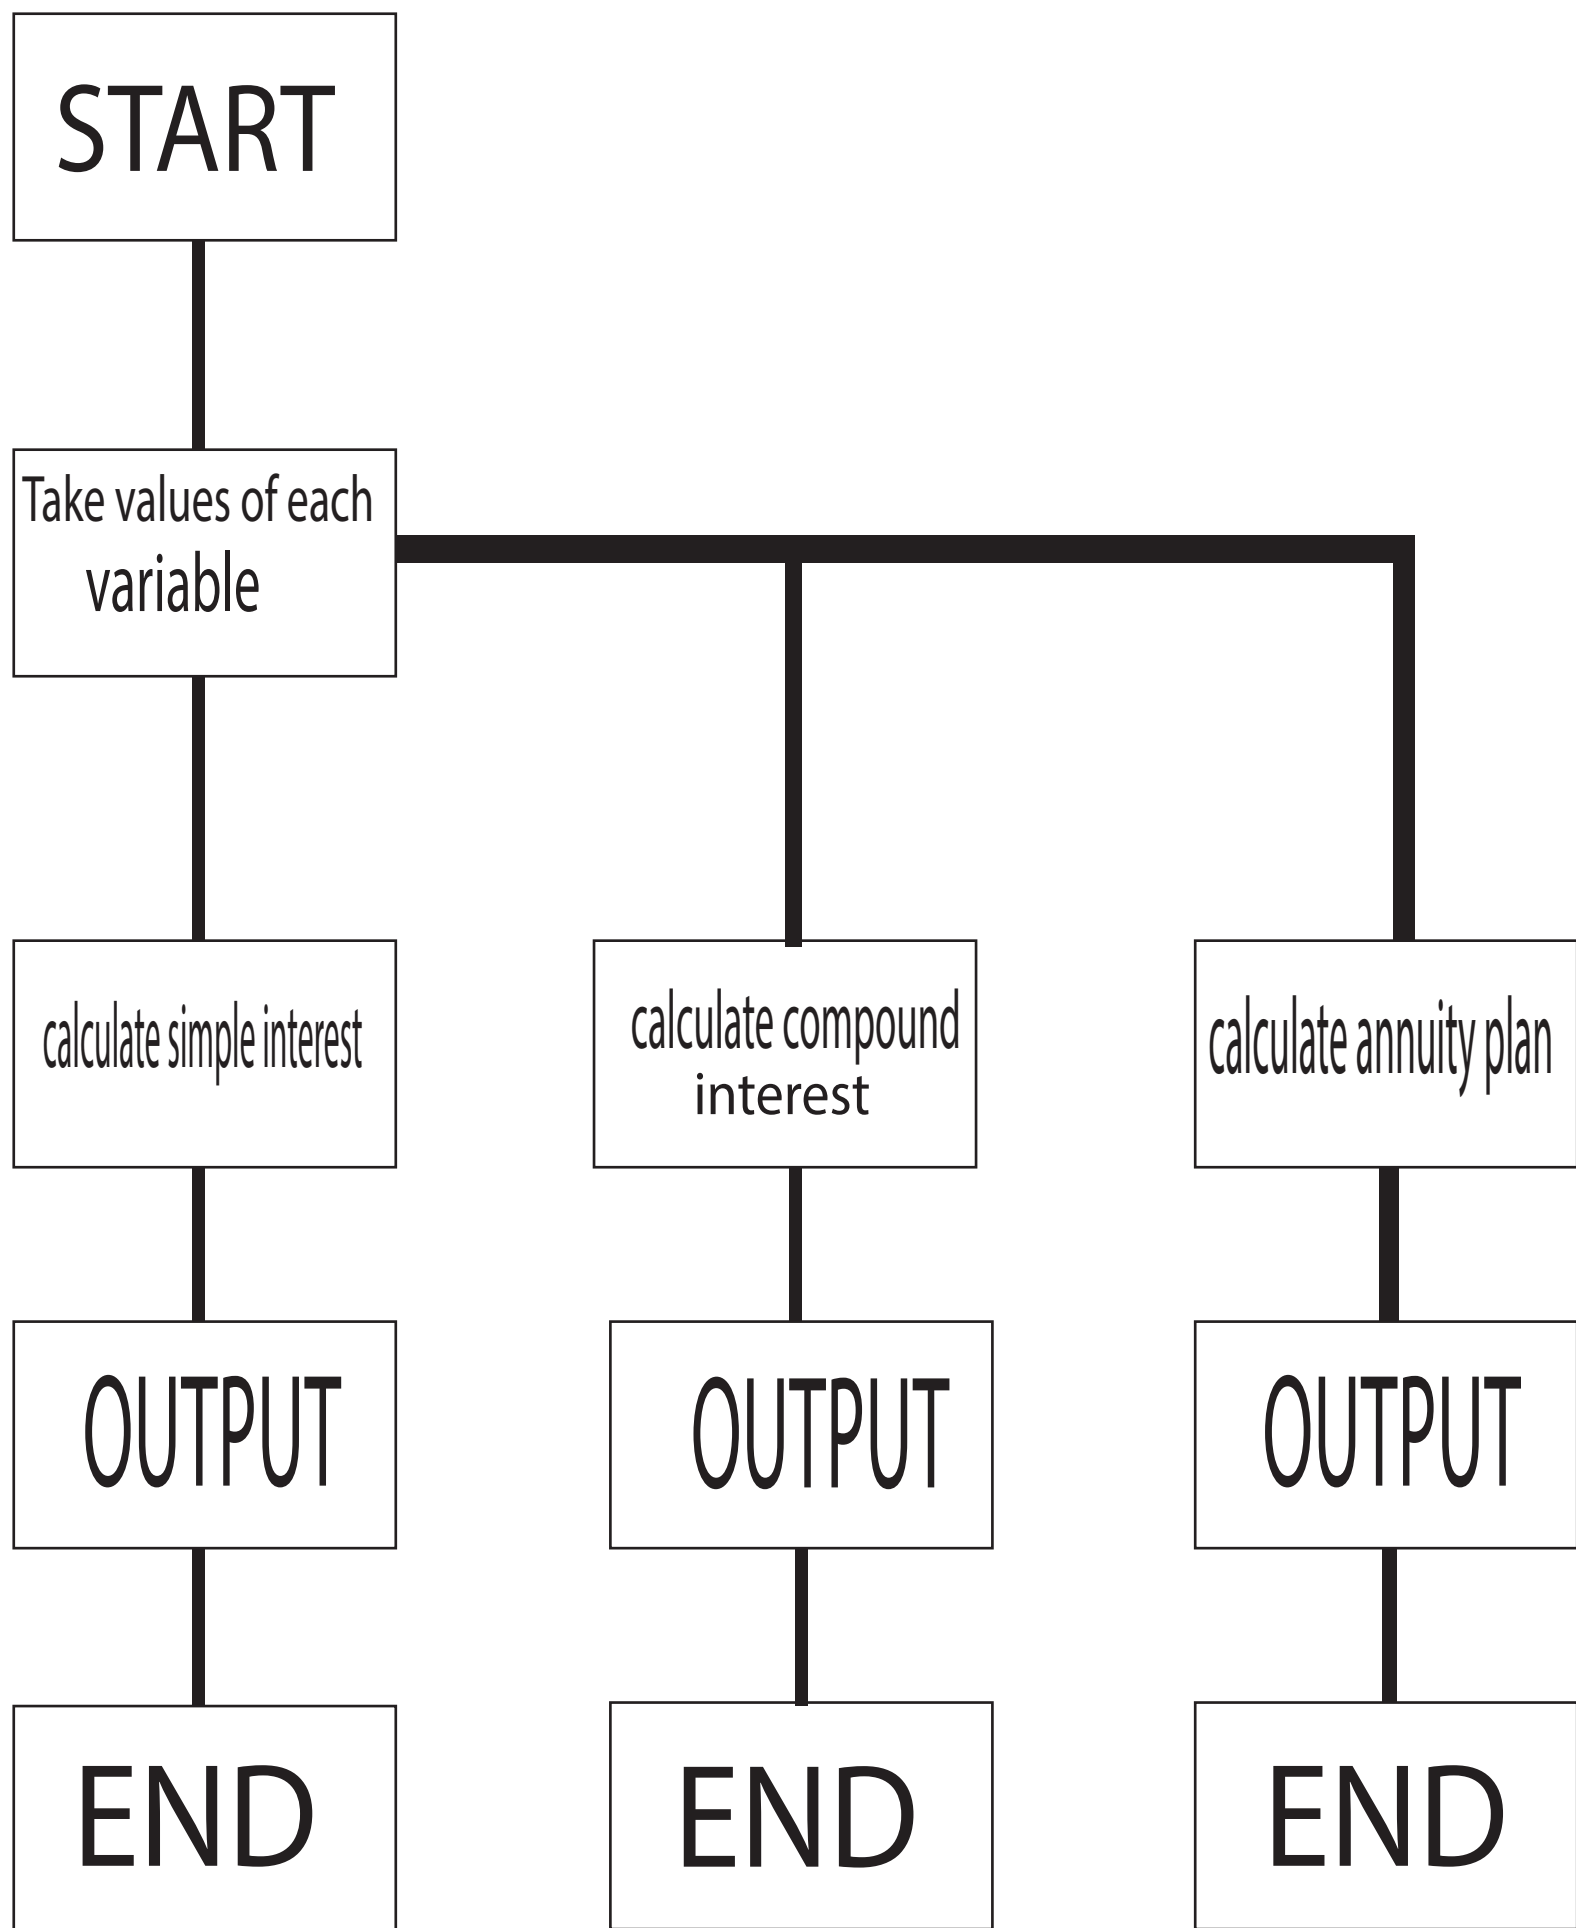 START
Take values of each
variable
calculate simple interest
calculate compound
interest
calculate annuity plan
OUTPUT
OUTPUT
OUTPUT
END
END
END